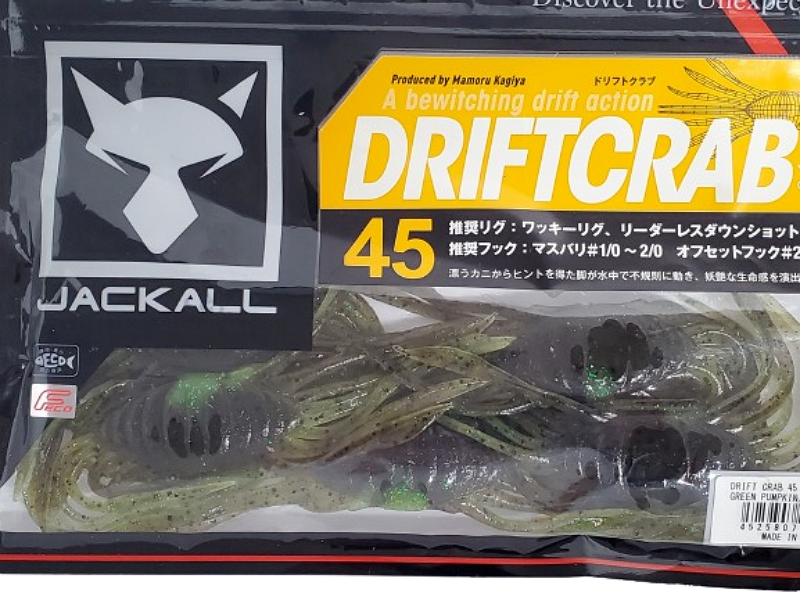 Discover the Unexpec
JACKALL
Produced by Mamoru Kagiya
ドリフトクラブ
A bewitching drift action
DRIFTCRAB
45
推奨リグ：ワッキーリグ、リーダーレスダウンショット
推奨フック：マスバリ#1/0～2/0 オフセットフック#2
漂うカニからヒントを得た脚が水中で不規則に動き、妖艶な生命感を演出
FECO
DRIFT CRAB 45
GREEN PUMPKIN
4525807
MADE IN